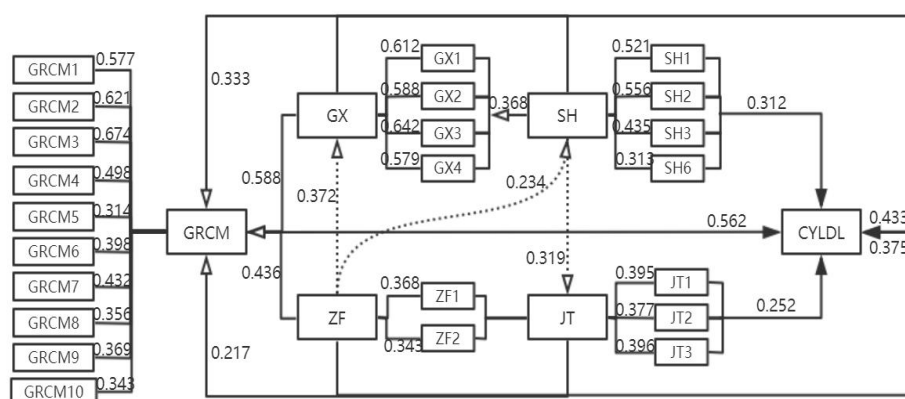 GRCM1 0.577
GRCM2 0.621
GRCM3 0.674
GRCM4 0.498
GRCM5 0.314
GRCM6 0.398
GRCM7 0.432
GRCM8 0.356
GRCM9 0.369
GRCM10 0.343
GRCM
0.333
0.588
0.436
0.217
GX
0.612 GX1
0.588 GX2
0.642 GX3
0.579 GX4
0.368
SH
0.521 SH1
0.556 SH2
0.435 SH3
0.313 SH6
0.312
0.372
0.234
0.319
0.562
CYLDL
0.433
0.375
ZF
0.368 ZF1
0.343 ZF2
JT
0.395 JT1
0.377 JT2
0.396 JT3
0.252